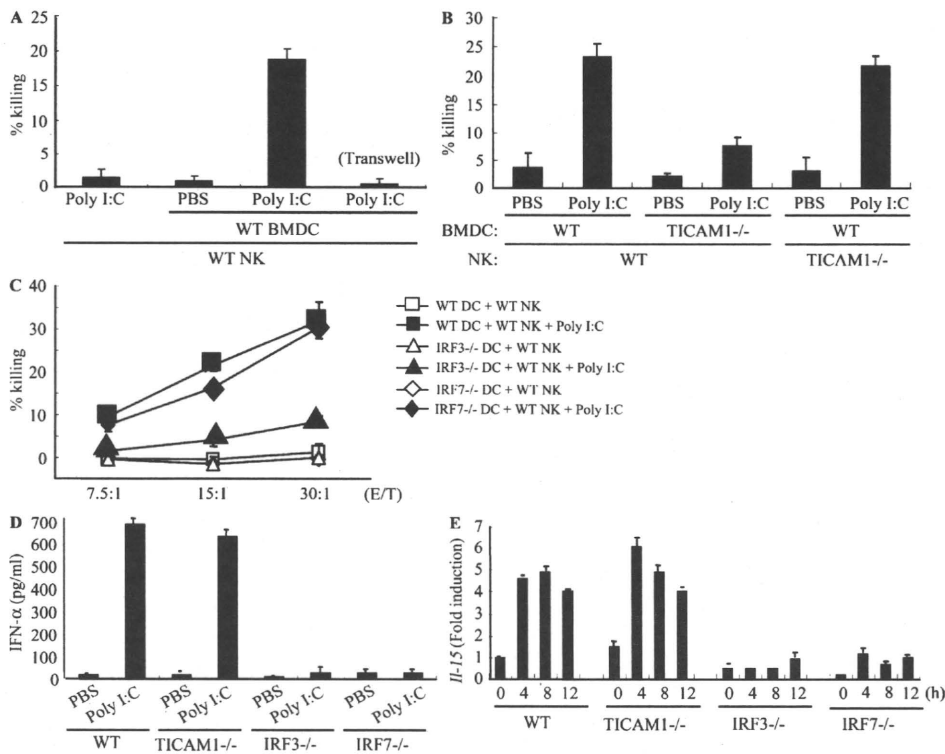 A
25
20
15
10
5
0
% killing
(Transwell)
Poly I:C PBS Poly I:C Poly I:C
WT BMDC
WT NK
B
30
25
20
15
10
5
0
% killing
PBS Poly I:C PBS Poly I:C PBS Poly I:C
BMDC: WT TICAM1-/- WT
NK: WT TICAM1-/-
C
40
30
20
10
0
% killing
7.5:1 15:1 30:1 (E/T)
WT DC + WT NK
WT DC + WT NK + Poly I:C
IRF3-/- DC + WT NK
IRF3-/- DC + WT NK + Poly I:C
IRF7-/- DC + WT NK
IRF7-/- DC + WT NK + Poly I:C
D
700
600
500
400
300
200
100
0
IFN-α (pg/ml)
PBS Poly I:C PBS Poly I:C PBS Poly I:C PBS Poly I:C
WT TICAM1-/- IRF3-/- IRF7-/-
E
7
6
5
4
3
2
1
0
Il-15 (Fold induction)
0 4 8 12 0 4 8 12 0 4 8 12 0 4 8 12 (h)
WT TICAM1-/- IRF3-/- IRF7-/-